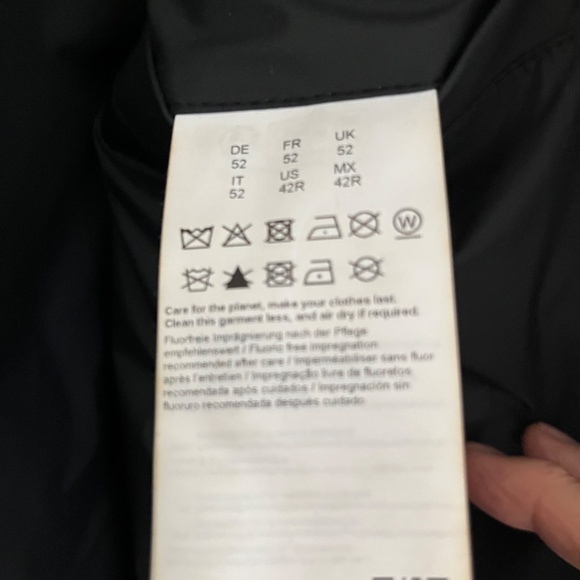 DE FR UK
52 52 52
IT US MX
52 42R 42R
W
Care for the planet, make your clothes last.
Clean this garment less, and air dry if required.
Fluorfreie Imprägnierung nach der Pflege
empfehlenswert / Fluoric free impregnation
recommended after care / Imperméabiliser sans fluor
après l'entretien / Impregnação livre de fluoretos
recomendada após cuidados / Impregnación sin
fluoruro recomendada después cuidado